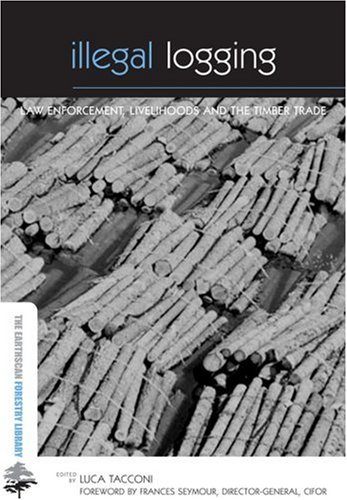 illegal logging
LAW ENFORCEMENT, LIVELIHOODS AND THE TIMBER TRADE
THE EARTHSCAN FORESTRY LIBRARY
EDITED BY LUCA TACCONI
FOREWORD BY FRANCES SEYMOUR, DIRECTOR-GENERAL, CIFOR